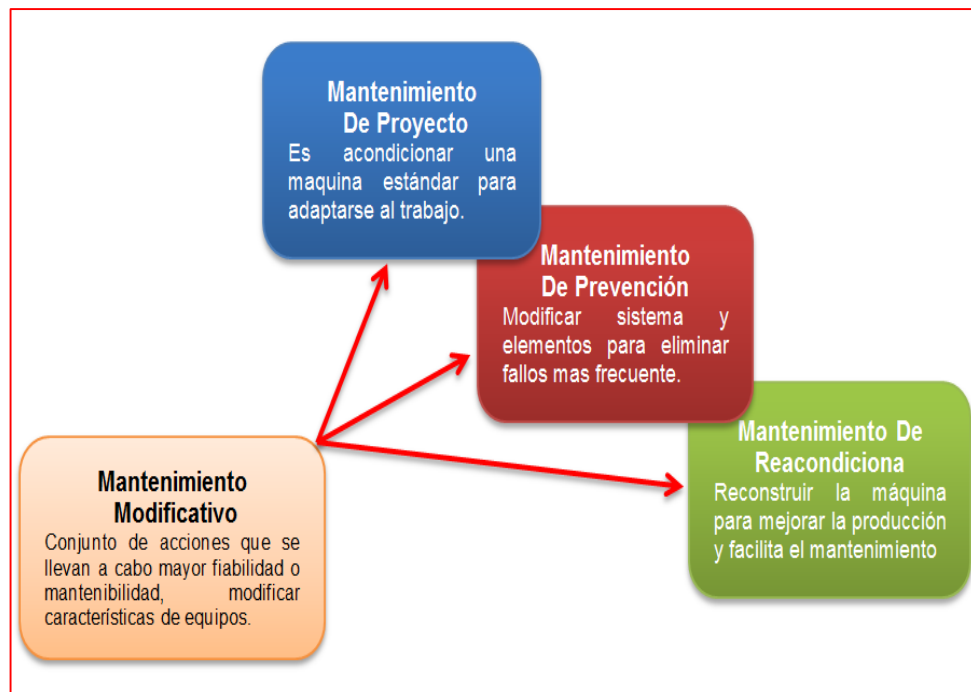 Mantenimiento
De Proyecto
Es acondicionar una
maquina estándar para
adaptarse al trabajo.
Mantenimiento
De Prevención
Modificar sistema y
elementos para eliminar
fallos mas frecuente.
Mantenimiento De
Reacondiciona
Reconstruir la máquina
para mejorar la producción
y facilita el mantenimiento
Mantenimiento
Modificativo
Conjunto de acciones que se
llevan a cabo mayor fiabilidad o
mantenibilidad, modificar
características de equipos.